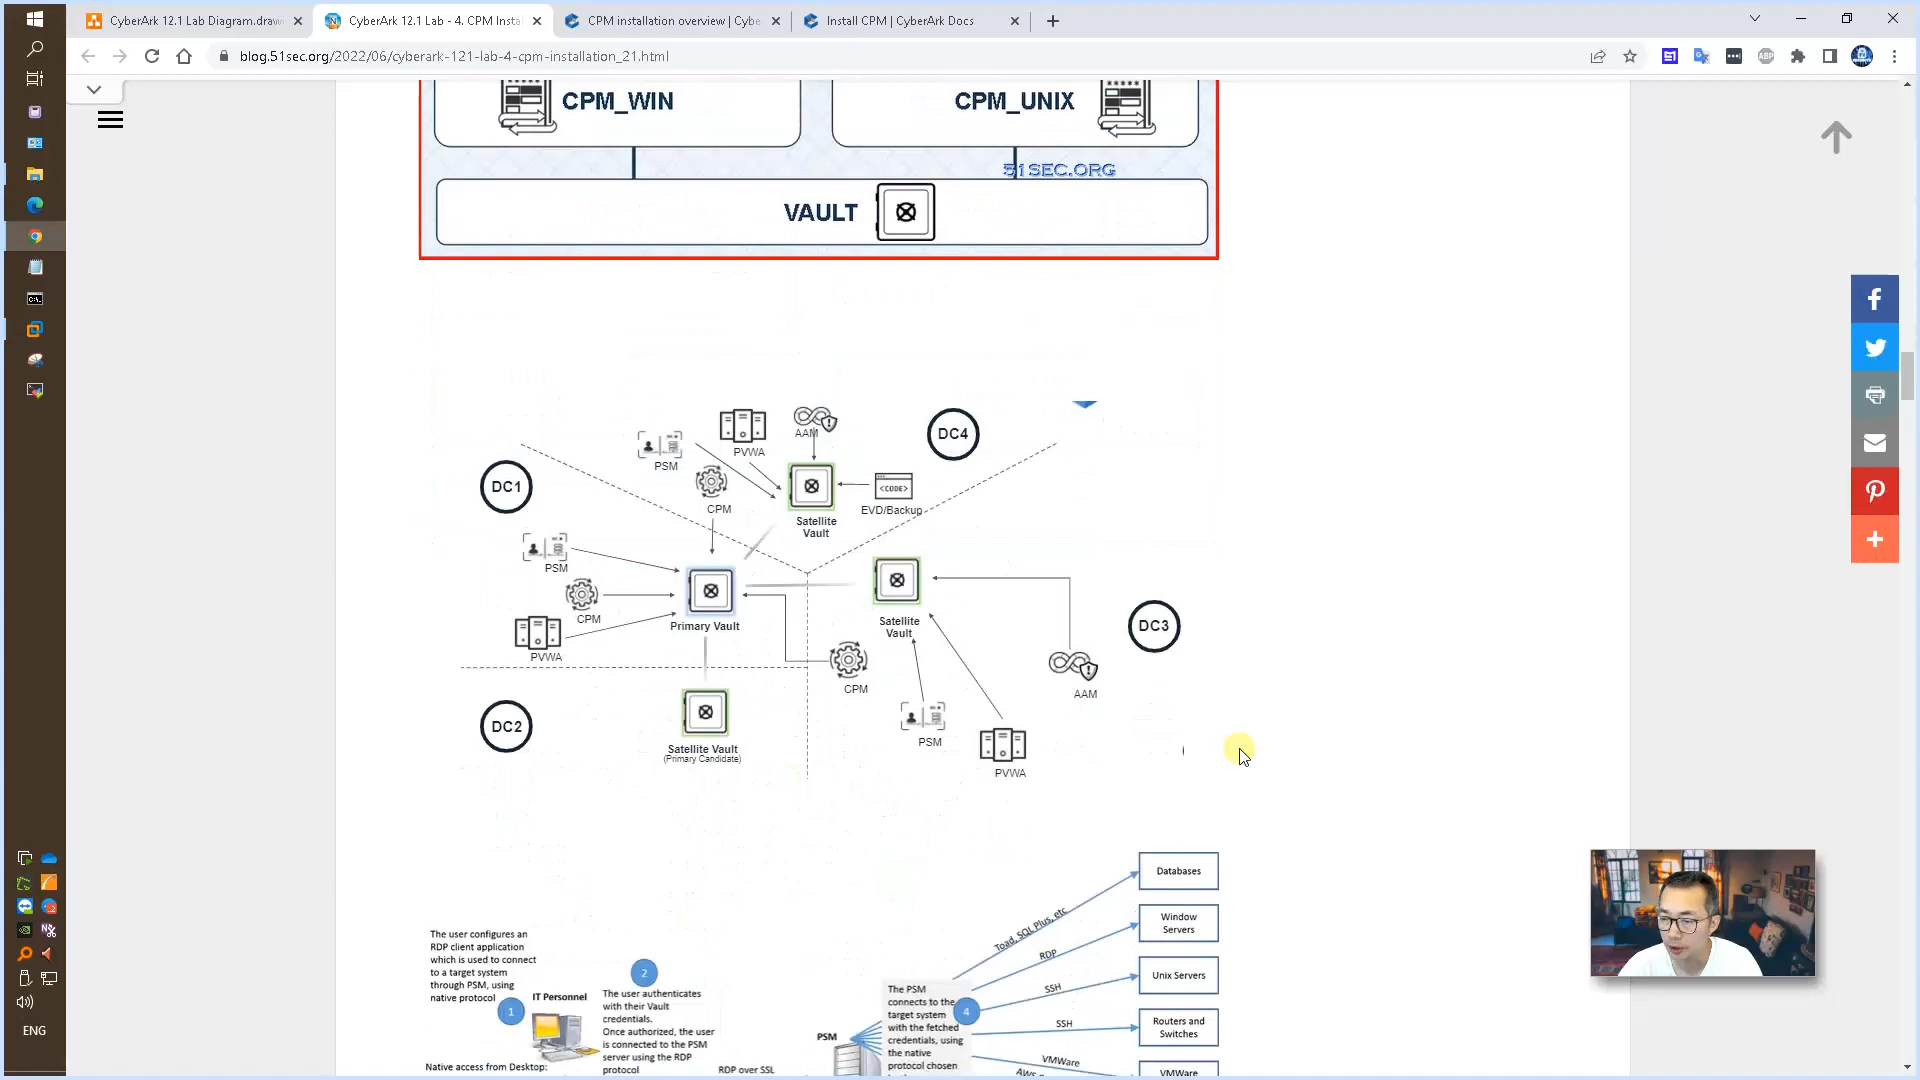 CyberArk 12.1 Lab Diagram.draw
CyberArk 12.1 Lab - 4. CPM Insta
CPM installation overview | Cybe
Install CPM | CyberArk Docs
blog.51sec.org/2022/06/cyberark-121-lab-4-cpm-installation_21.html
ABP
CPM_WIN
CPM_UNIX
51SEC.ORG
VAULT
DC4
AAM
PVWA
PSM
DC1
<CODE>
CPM
EVD/Backup
Satellite
Vault
PSM
CPM
Primary Vault
Satellite
Vault
DC3
PVWA
CPM
AAM
DC2
PSM
Satellite Vault
(Primary Candidate)
PVWA
Databases
Toad, SQL Plus, etc
Window
Servers
RDP
Unix Servers
SSH
The user configures an
RDP client application
which is used to connect
to a target system
through PSM, using
native protocol
IT Personnel
1
2
The user authenticates
with their Vault
credentials.
Once authorized, the user
is connected to the PSM
server using the RDP
protocol
The PSM
connects to the
target system
with the fetched
credentials, using
the native
protocol chosen
4
PSM
SSH
Routers and
Switches
VMWare
VMWare
Native access from Desktop:
RDP over SSL
ENG